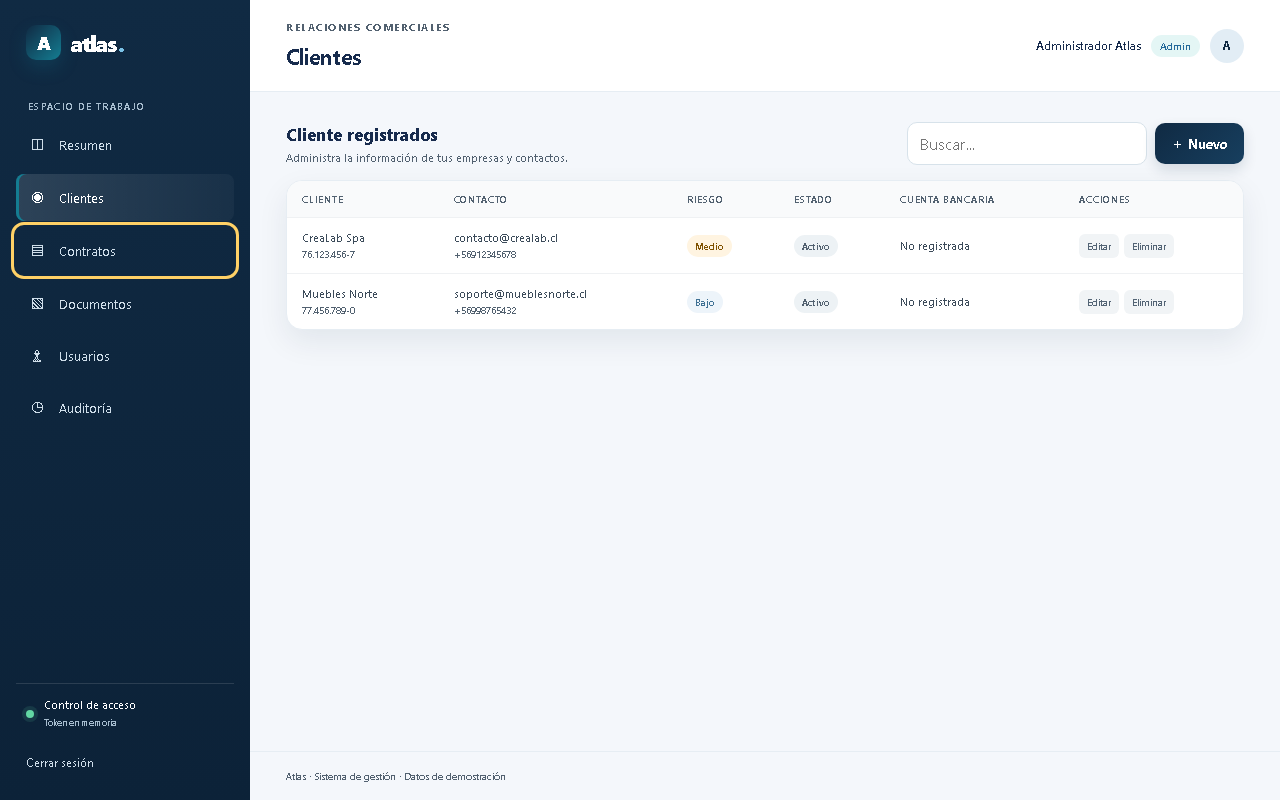 A atlas.
ESPACIO DE TRABAJO
Resumen
Clientes
Contratos
Documentos
Usuarios
Auditoría
Control de acceso
Token en memoria
Cerrar sesión
RELACIONES COMERCIALES
Clientes
Administrador Atlas Admin A
Cliente registrados
Administra la información de tus empresas y contactos.
Buscar...
+ Nuevo
CLIENTE CONTACTO RIESGO ESTADO CUENTA BANCARIA ACCIONES
CreaLab Spa contacto@crealab.cl Medio Activo No registrada Editar Eliminar
76.123.456-7 +56912345678
Muebles Norte soporte@mueblesnorte.cl Bajo Activo No registrada Editar Eliminar
77.456.789-0 +56998765432
Atlas · Sistema de gestión · Datos de demostración